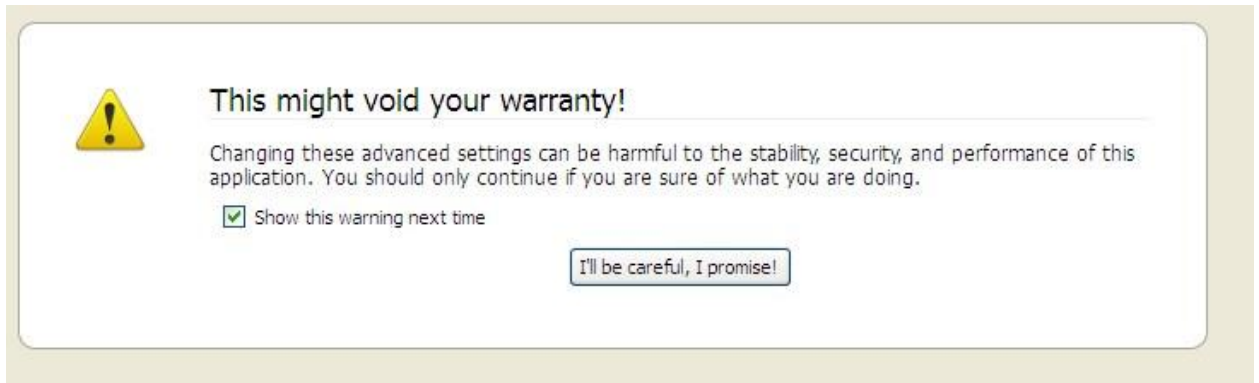 This might void your warranty!
Changing these advanced settings can be harmful to the stability, security, and performance of this
application. You should only continue if you are sure of what you are doing.
Show this warning next time
I'll be careful, I promise!